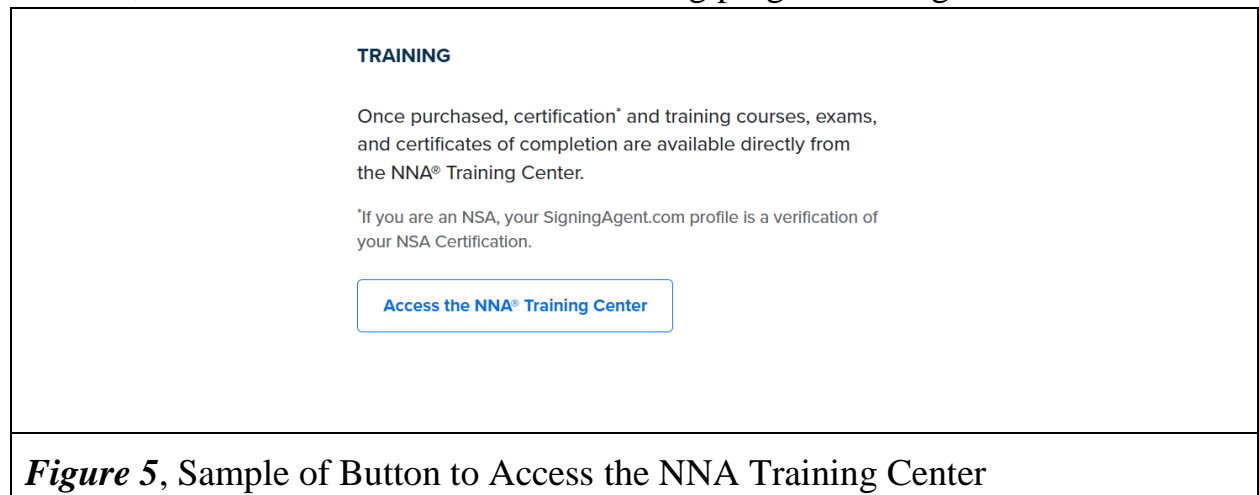 TRAINING
Once purchased, certification* and training courses, exams,
and certificates of completion are available directly from
the NNA® Training Center.
*If you are an NSA, your SigningAgent.com profile is a verification of
your NSA Certification.
Access the NNA® Training Center
Figure 5, Sample of Button to Access the NNA Training Center